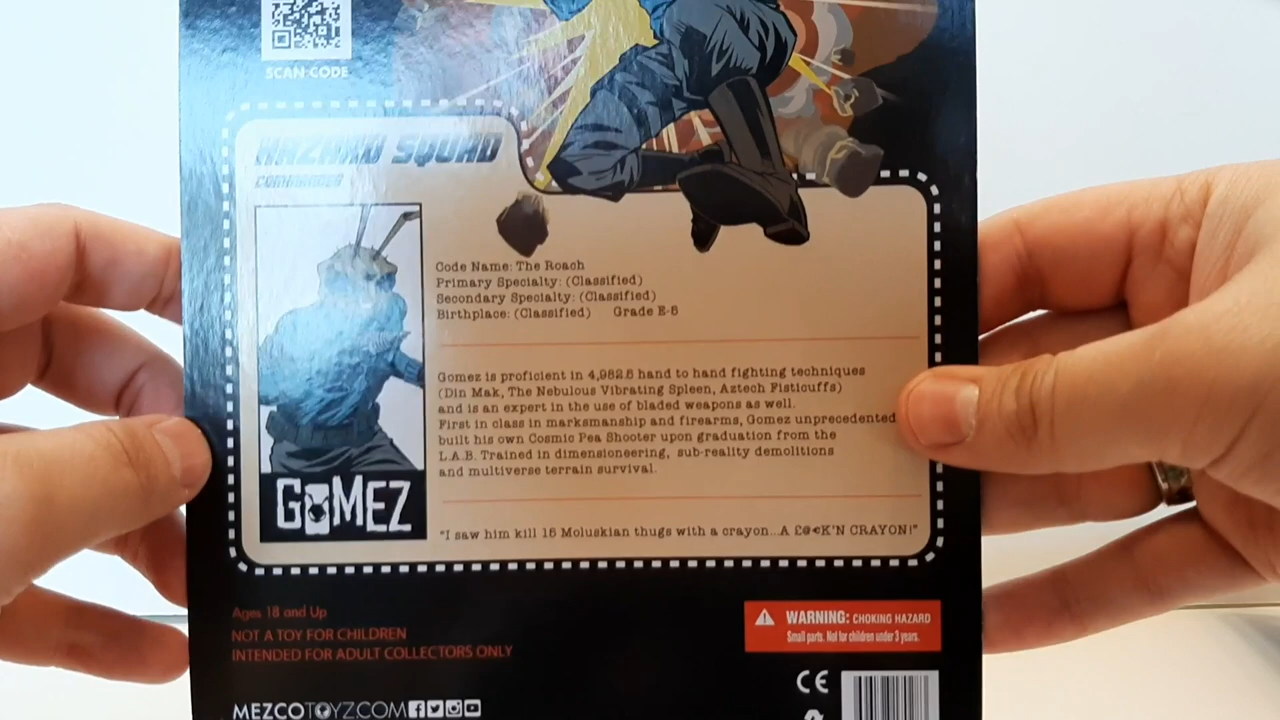 SCAN CODE
HAZARD SQUAD
COMMANDER
Code Name: The Roach
Primary Specialty: (Classified)
Secondary Specialty: (Classified)
Birthplace: (Classified) Grade E-5
Gomez is proficient in 4,982.5 hand to hand fighting techniques
(Din Mak, The Nebulous Vibrating Spleen, Aztech Fisticuffs)
and is an expert in the use of bladed weapons as well.
First in class in marksmanship and firearms, Gomez unprecedented
built his own Cosmic Pea Shooter upon graduation from the
L.A.B. Trained in dimensioneering, sub-reality demolitions
and multiverse terrain survival.
GOMEZ
"I saw him kill 15 Moluskian thugs with a crayon...A £@€K'N CRAYON!"
Ages 18 and Up
NOT A TOY FOR CHILDREN
INTENDED FOR ADULT COLLECTORS ONLY
WARNING: CHOKING HAZARD
Small parts. Not for children under 3 years.
CE
MEZCOTOYZ.COM